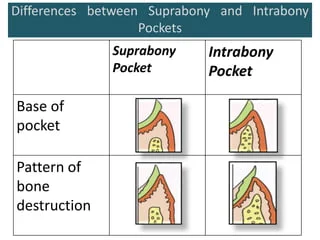 Differences between Suprabony and Intrabony
Pockets
Suprabony
Pocket
Intrabony
Pocket
Base of
pocket
Pattern of
bone
destruction